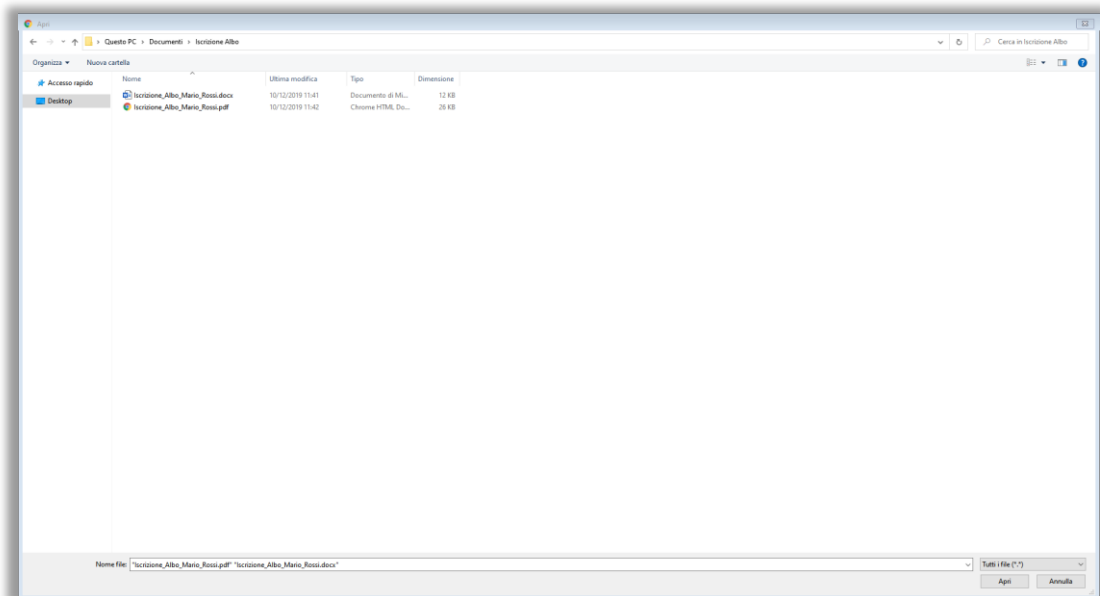 Apri
Questo PC › Documenti › Iscrizione Albo
Cerca in Iscrizione Albo
Organizza
Nuova cartella
Accesso rapido
Desktop
Nome Ultima modifica Tipo Dimensione
Iscrizione_Albo_Mario_Rossi.docx 10/12/2019 11:41 Documento di Mi... 12 KB
Iscrizione_Albo_Mario_Rossi.pdf 10/12/2019 11:42 Chrome HTML Do... 26 KB
Nome file: "Iscrizione_Albo_Mario_Rossi.pdf" "Iscrizione_Albo_Mario_Rossi.docx"
Tutti i file (*.*)
Apri Annulla